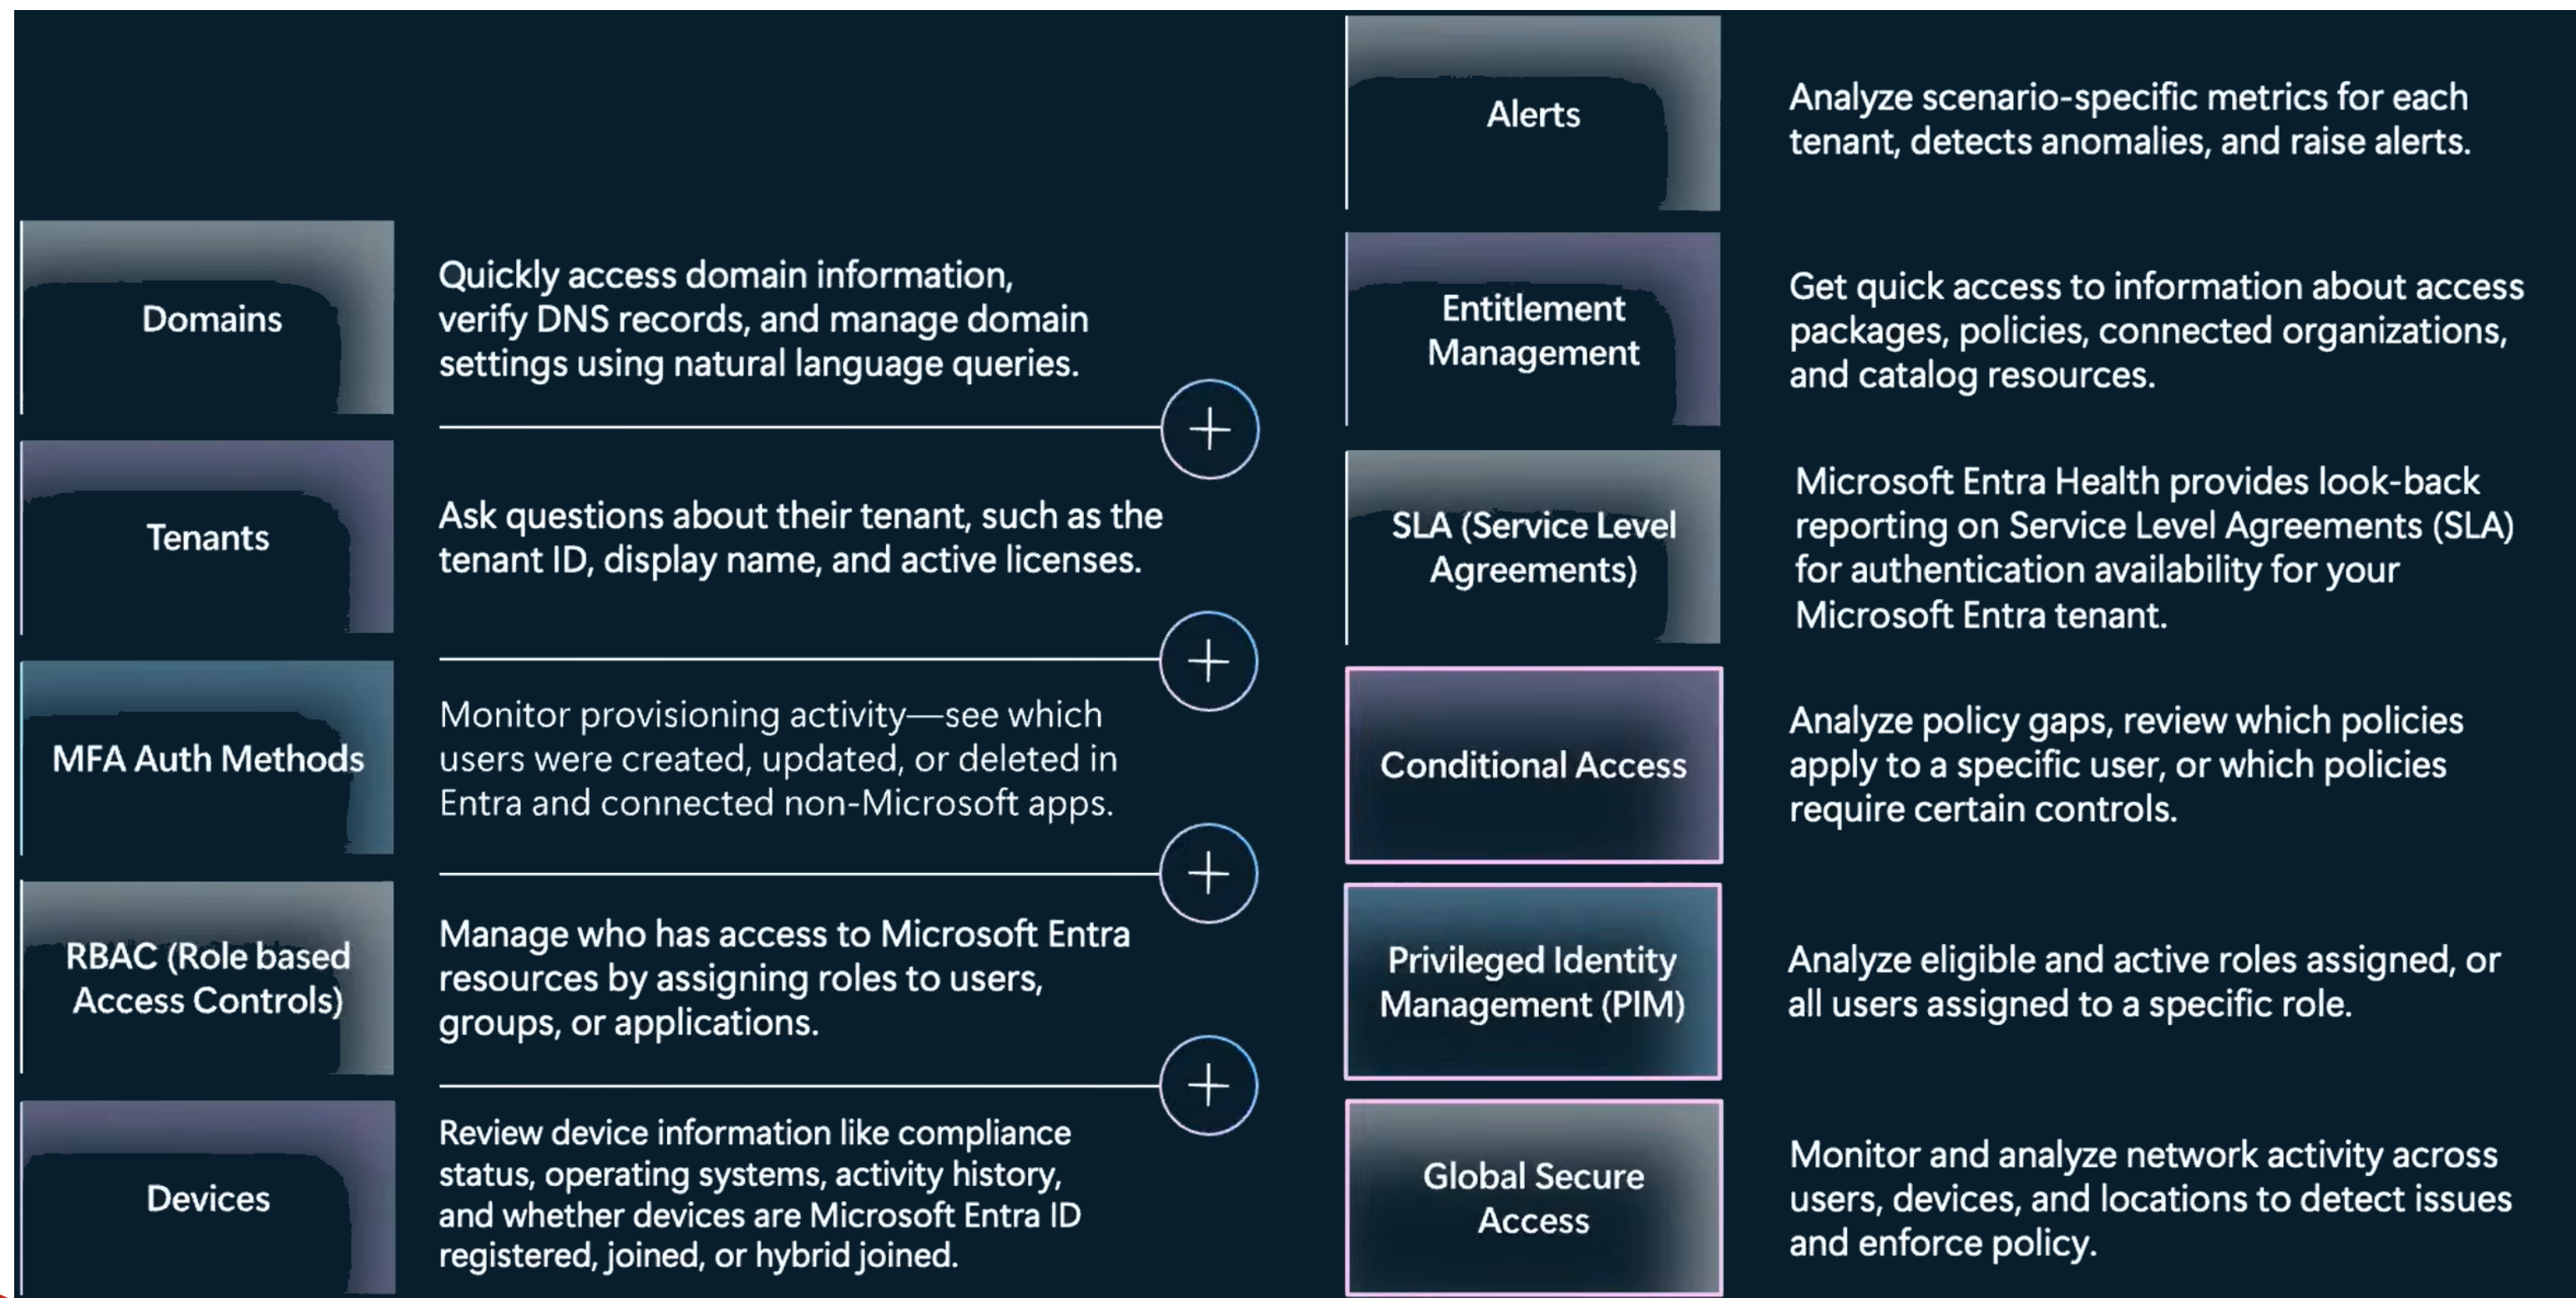 Domains
Quickly access domain information,
verify DNS records, and manage domain
settings using natural language queries.
Tenants
Ask questions about their tenant, such as the
tenant ID, display name, and active licenses.
MFA Auth Methods
Monitor provisioning activity—see which
users were created, updated, or deleted in
Entra and connected non-Microsoft apps.
RBAC (Role based
Access Controls)
Manage who has access to Microsoft Entra
resources by assigning roles to users,
groups, or applications.
Devices
Review device information like compliance
status, operating systems, activity history,
and whether devices are Microsoft Entra ID
registered, joined, or hybrid joined.
Alerts
Analyze scenario-specific metrics for each
tenant, detects anomalies, and raise alerts.
Entitlement
Management
Get quick access to information about access
packages, policies, connected organizations,
and catalog resources.
SLA (Service Level
Agreements)
Microsoft Entra Health provides look-back
reporting on Service Level Agreements (SLA)
for authentication availability for your
Microsoft Entra tenant.
Conditional Access
Analyze policy gaps, review which policies
apply to a specific user, or which policies
require certain controls.
Privileged Identity
Management (PIM)
Analyze eligible and active roles assigned, or
all users assigned to a specific role.
Global Secure
Access
Monitor and analyze network activity across
users, devices, and locations to detect issues
and enforce policy.